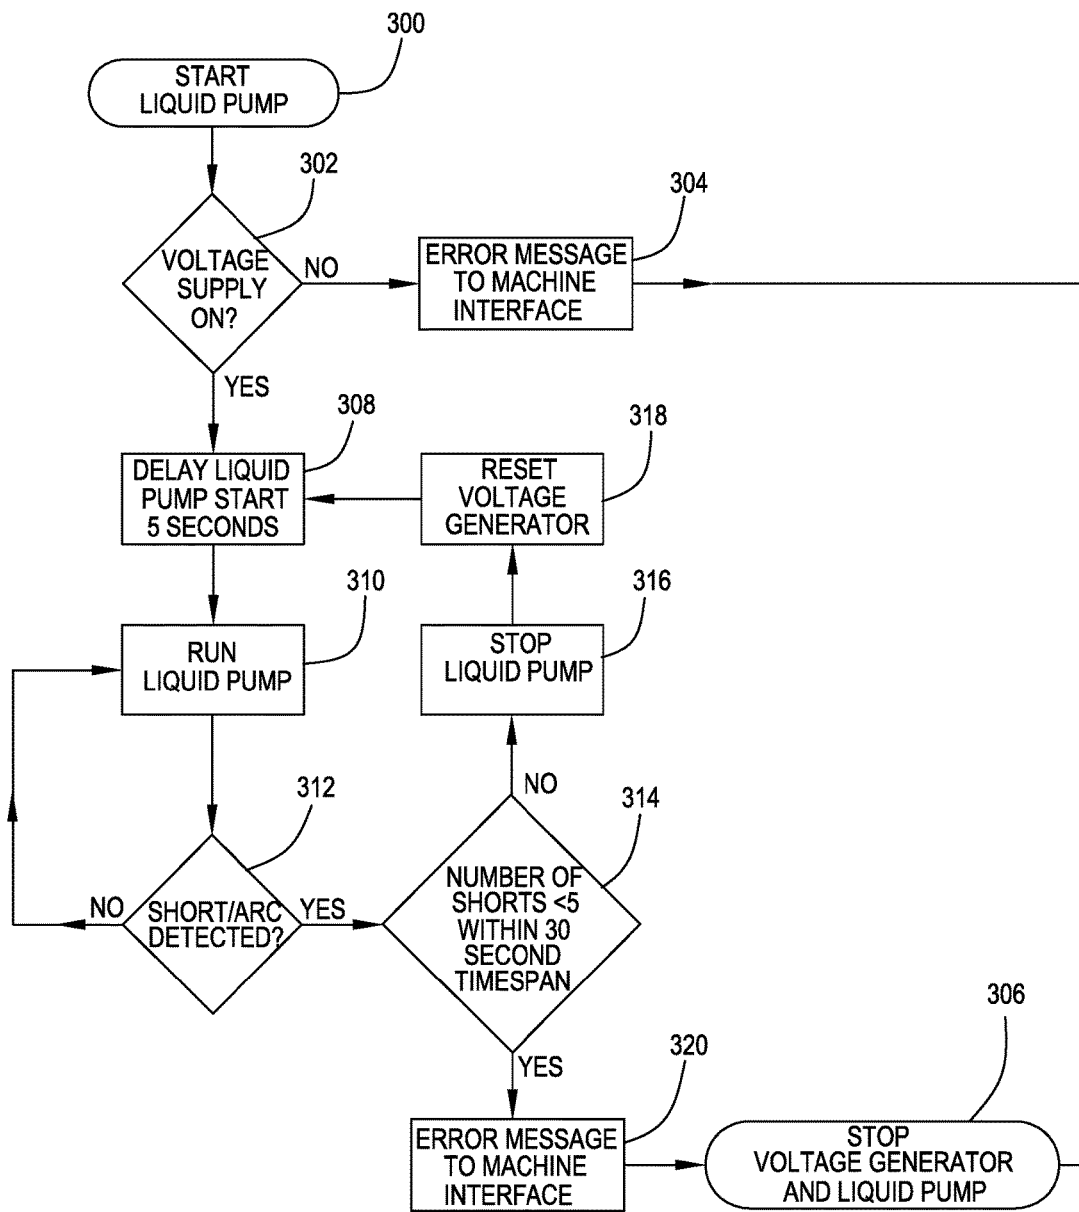 300
START
LIQUID PUMP
302
VOLTAGE
SUPPLY
ON?
NO
304
ERROR MESSAGE
TO MACHINE
INTERFACE
YES
308
DELAY LIQUID
PUMP START
5 SECONDS
318
RESET
VOLTAGE
GENERATOR
310
RUN
LIQUID PUMP
316
STOP
LIQUID PUMP
312
NO
SHORT/ARC
DETECTED?
YES
NO
314
NUMBER OF
SHORTS <5
WITHIN 30
SECOND
TIMESPAN
YES
320
ERROR MESSAGE
TO MACHINE
INTERFACE
306
STOP
VOLTAGE GENERATOR
AND LIQUID PUMP